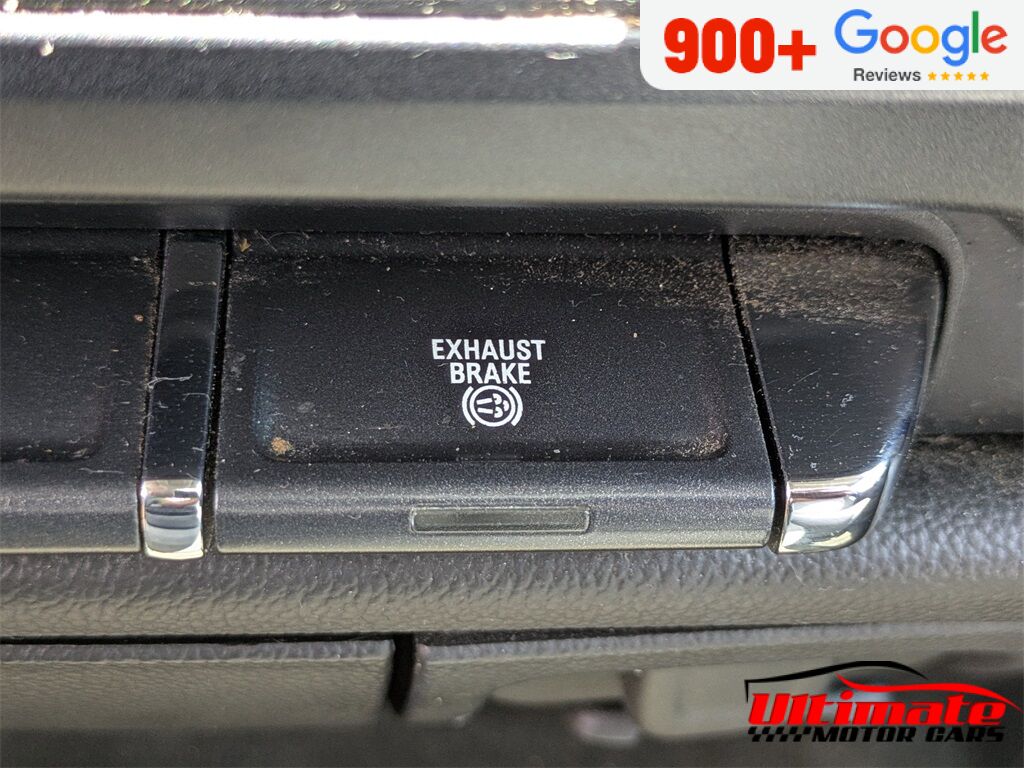 900+ Google
Reviews
EXHAUST
BRAKE
Ultimate
MOTOR CARS